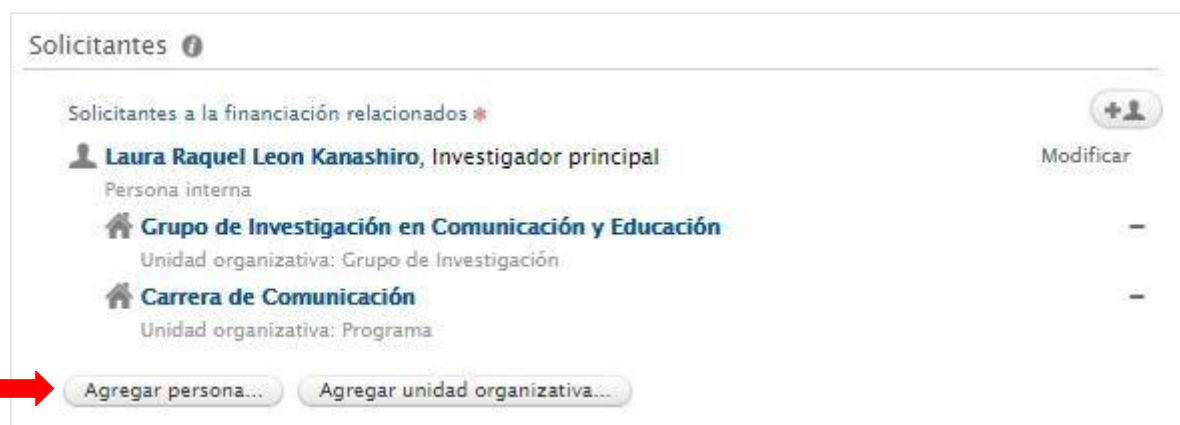 Solicitantes
Solicitantes a la financiación relacionados *
Laura Raquel Leon Kanashiro, Investigador principal Modificar
Persona interna
Grupo de Investigación en Comunicación y Educación
Unidad organizativa: Grupo de Investigación
Carrera de Comunicación
Unidad organizativa: Programa
Agregar persona... Agregar unidad organizativa...